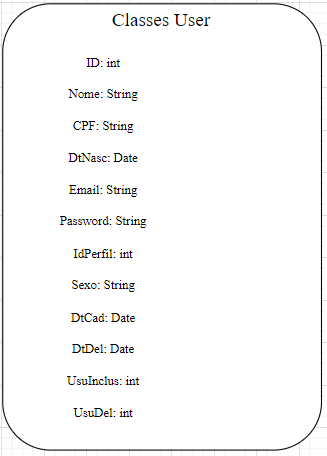 Classes User
ID: int
Nome: String
CPF: String
DtNasc: Date
Email: String
Password: String
IdPerfil: int
Sexo: String
DtCad: Date
DtDel: Date
UsuInclus: int
UsuDel: int